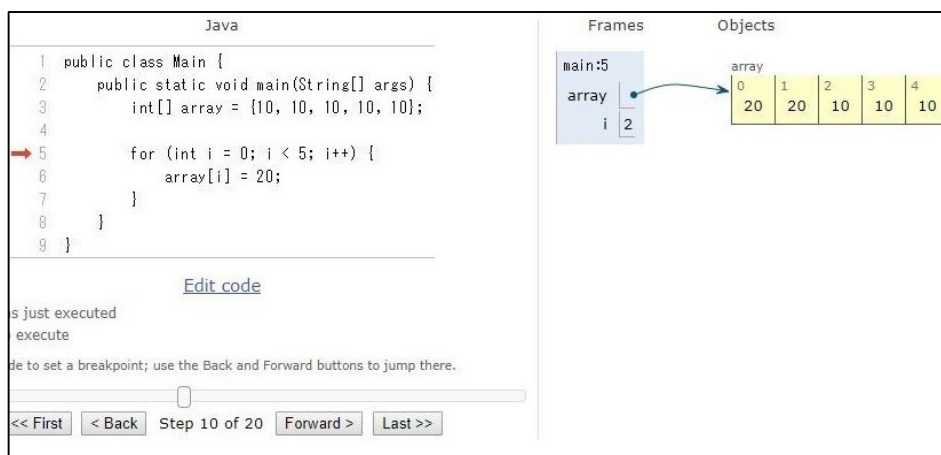 Java
1 public class Main {
2 public static void main(String[] args) {
3 int[] array = {10, 10, 10, 10, 10};
4
5 for (int i = 0; i < 5; i++) {
6 array[i] = 20;
7 }
8 }
9 }
Edit code
s just executed
execute
de to set a breakpoint; use the Back and Forward buttons to jump there.
<< First < Back Step 10 of 20 Forward > Last >>
Frames Objects
main:5
array
i 2
array
0 1 2 3 4
20 20 10 10 10